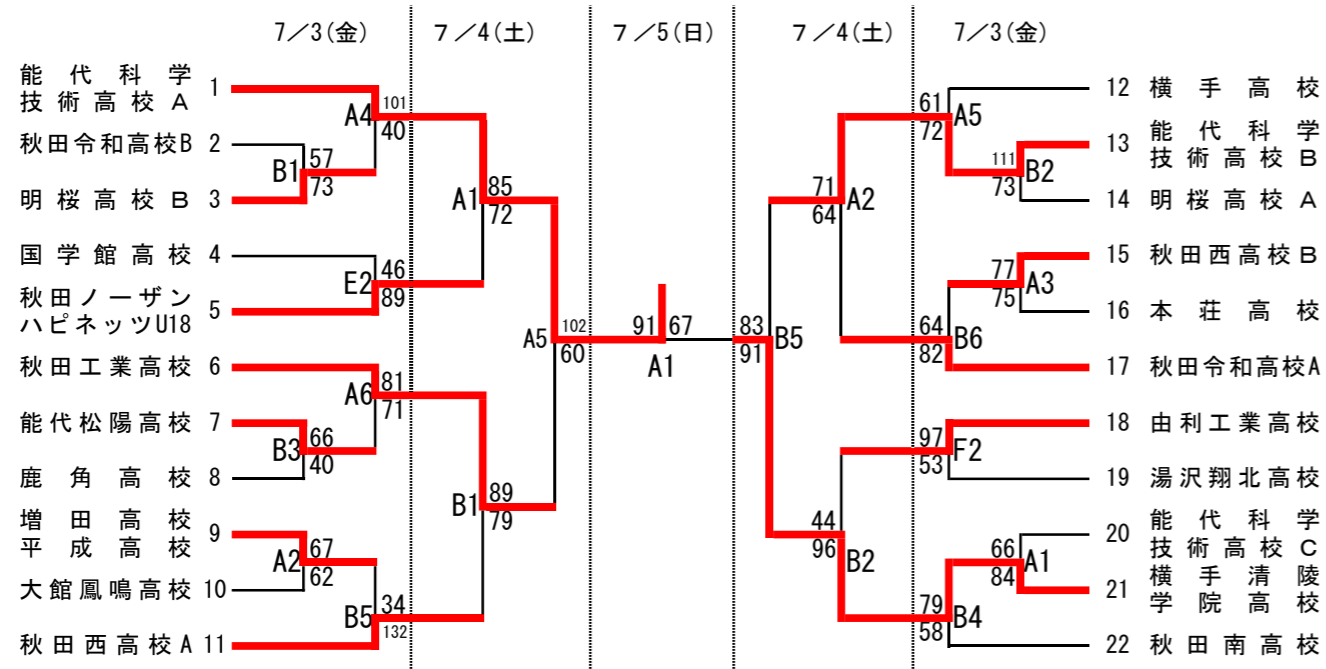 7／3(金)
7／4(土)
7／5(日)
7／4(土)
7／3(金)
能代科学
技術高校A
1
秋田令和高校B 2
明桜高校B 3
国学館高校 4
秋田ノーザン
ハピネッツU18
5
秋田工業高校 6
能代松陽高校 7
鹿角高校 8
増田高校
平成高校
9
大館鳳鳴高校 10
秋田西高校A 11
B1
57
73
A4
101
40
E2
46
89
B3
66
40
A6
81
71
A2
67
62
B5
34
132
A1
85
72
B1
89
79
A5
102
60
91
67
A1
83
91
B5
71
64
A2
44
96
B2
61
72
A5
111
73
B2
77
75
A3
64
82
B6
97
53
F2
66
84
A1
79
58
B4
12 横手高校
13
能代科学
技術高校B
14 明桜高校A
15 秋田西高校B
16 本荘高校
17 秋田令和高校A
18 由利工業高校
19 湯沢翔北高校
20
能代科学
技術高校C
21
横手清陵
学院高校
22 秋田南高校